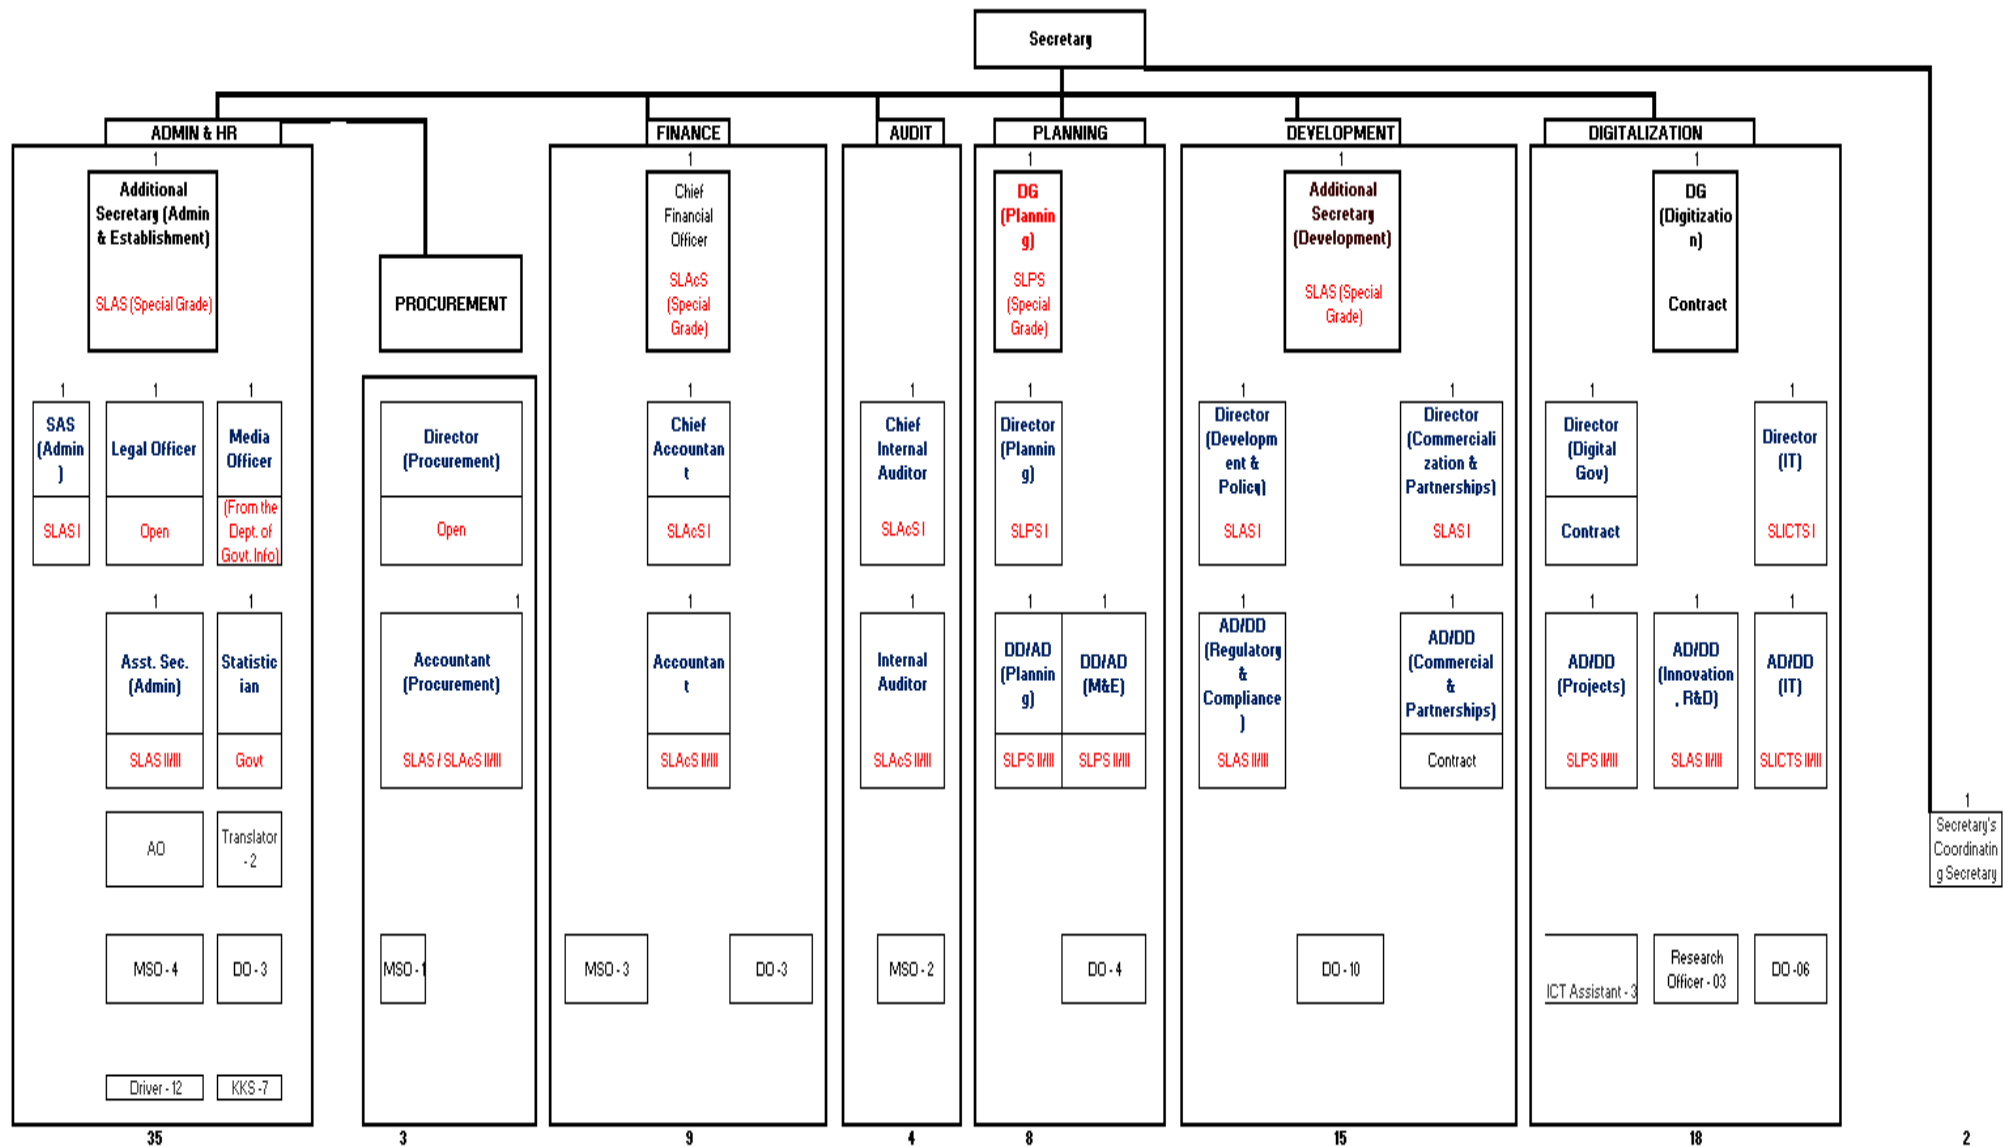 Secretary
ADMIN & HR
FINANCE
AUDIT
PLANNING
DEVELOPMENT
DIGITALIZATION
1
Additional
Secretary (Admin
& Establishment)
SLAS (Special Grade)
PROCUREMENT
1
Chief
Financial
Officer
SLAcS
(Special
Grade)
1
DG
(Plannin
g)
SLPS
(Special
Grade)
1
Additional
Secretary
(Development)
SLAS (Special
Grade)
1
DG
(Digitizatio
n)
Contract
1
SAS
(Admin
)
SLAS I
1
Legal Officer
Open
1
Media
Officer
(From the
Dept. of
Govt. Info)
Director
(Procurement)
Open
1
Chief
Accountan
t
SLAcS I
1
Chief
Internal
Auditor
SLAcS I
1
Director
(Plannin
g)
SLPS I
1
Director
(Developm
ent &
Policy)
SLAS I
1
Director
(Commerciali
zation &
Partnerships)
SLAS I
1
Director
(Digital
Gov)
Contract
1
Director
(IT)
SLICTS I
1
Asst. Sec.
(Admin)
SLAS II/III
1
Statistic
ian
Govt
1
Accountant
(Procurement)
SLAS / SLAcS II/III
1
Accountan
t
SLAcS II/III
1
Internal
Auditor
SLAcS II/III
1
DD/AD
(Plannin
g)
SLPS II/III
1
DD/AD
(M&E)
SLPS II/III
1
AD/DD
(Regulatory
&
Compliance
)
SLAS II/III
1
AD/DD
(Commercial
&
Partnerships)
Contract
1
AD/DD
(Projects)
SLPS II/III
1
AD/DD
(Innovation
, R&D)
SLAS II/III
1
AD/DD
(IT)
SLICTS II/III
AO
Translator
- 2
1
Secretary's
Coordinatin
g Secretary
MSO - 4
DO - 3
MSO - 1
MSO - 3
DO -3
MSO - 2
DO - 4
DO - 10
ICT Assistant - 3
Research
Officer - 03
DO -06
Driver - 12
KKS -7
35
3
9
4
8
15
18
2